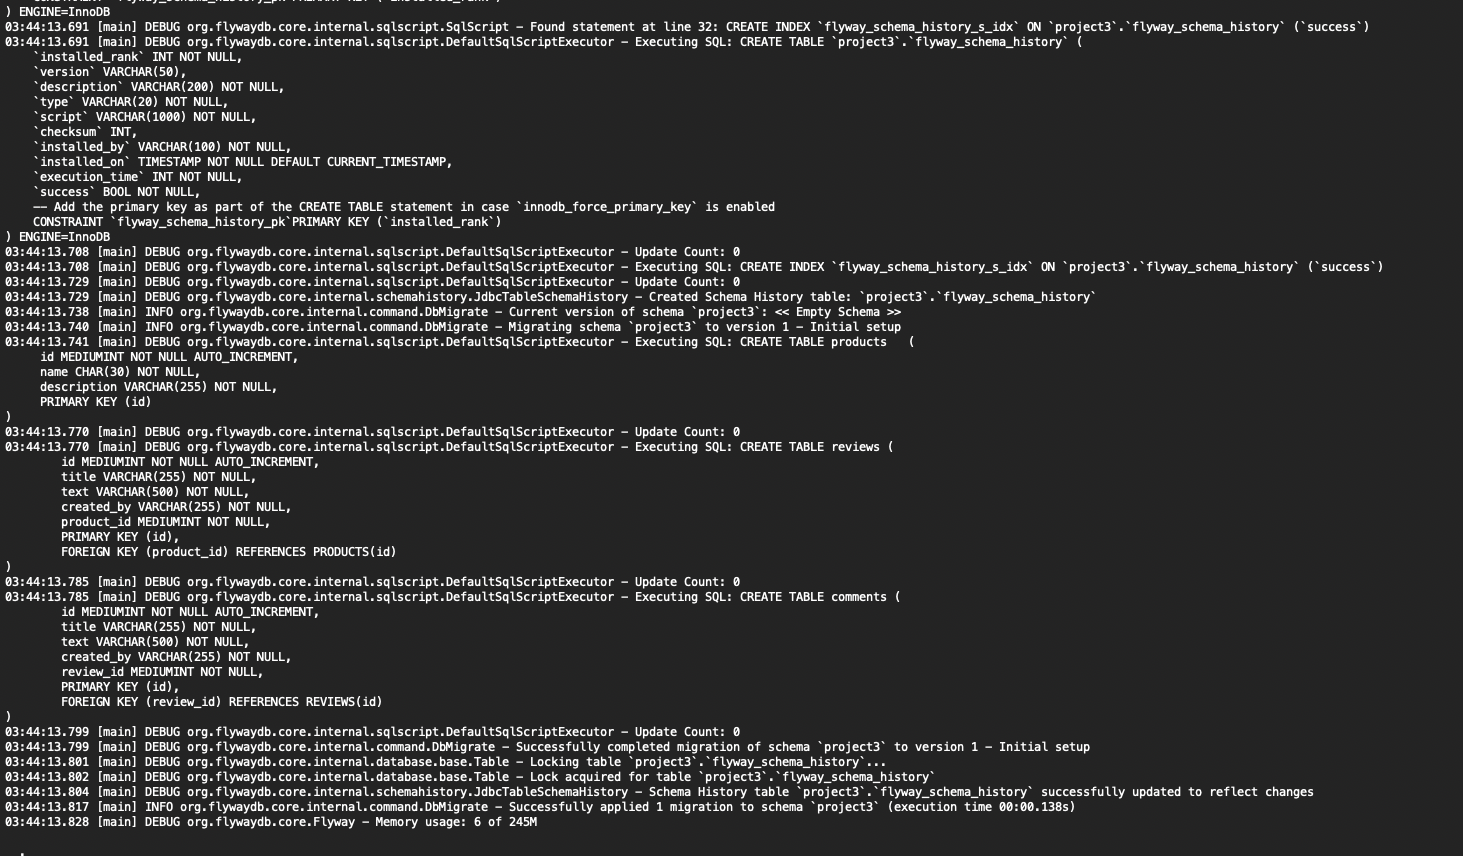 ) ENGINE=InnoDB
03:44:13.691 [main] DEBUG org.flywaydb.core.internal.sqlscript.SqlScript – Found statement at line 32: CREATE INDEX `flyway_schema_history_s_idx` ON `project3`.`flyway_schema_history` (`success`)
03:44:13.691 [main] DEBUG org.flywaydb.core.internal.sqlscript.DefaultSqlScriptExecutor – Executing SQL: CREATE TABLE `project3`.`flyway_schema_history` (
`installed_rank` INT NOT NULL,
`version` VARCHAR(50),
`description` VARCHAR(200) NOT NULL,
`type` VARCHAR(20) NOT NULL,
`script` VARCHAR(1000) NOT NULL,
`checksum` INT,
`installed_by` VARCHAR(100) NOT NULL,
`installed_on` TIMESTAMP NOT NULL DEFAULT CURRENT_TIMESTAMP,
`execution_time` INT NOT NULL,
`success` BOOL NOT NULL,
-- Add the primary key as part of the CREATE TABLE statement in case `innodb_force_primary_key` is enabled
CONSTRAINT `flyway_schema_history_pk`PRIMARY KEY (`installed_rank`)
) ENGINE=InnoDB
03:44:13.708 [main] DEBUG org.flywaydb.core.internal.sqlscript.DefaultSqlScriptExecutor – Update Count: 0
03:44:13.708 [main] DEBUG org.flywaydb.core.internal.sqlscript.DefaultSqlScriptExecutor – Executing SQL: CREATE INDEX `flyway_schema_history_s_idx` ON `project3`.`flyway_schema_history` (`success`)
03:44:13.729 [main] DEBUG org.flywaydb.core.internal.sqlscript.DefaultSqlScriptExecutor – Update Count: 0
03:44:13.729 [main] DEBUG org.flywaydb.core.internal.schemahistory.JdbcTableSchemaHistory – Created Schema History table: `project3`.`flyway_schema_history`
03:44:13.738 [main] INFO org.flywaydb.core.internal.command.DbMigrate – Current version of schema `project3`: << Empty Schema >>
03:44:13.740 [main] INFO org.flywaydb.core.internal.command.DbMigrate – Migrating schema `project3` to version 1 – Initial setup
03:44:13.741 [main] DEBUG org.flywaydb.core.internal.sqlscript.DefaultSqlScriptExecutor – Executing SQL: CREATE TABLE products   (
id MEDIUMINT NOT NULL AUTO_INCREMENT,
name CHAR(30) NOT NULL,
description VARCHAR(255) NOT NULL,
PRIMARY KEY (id)
)
03:44:13.770 [main] DEBUG org.flywaydb.core.internal.sqlscript.DefaultSqlScriptExecutor – Update Count: 0
03:44:13.770 [main] DEBUG org.flywaydb.core.internal.sqlscript.DefaultSqlScriptExecutor – Executing SQL: CREATE TABLE reviews (
id MEDIUMINT NOT NULL AUTO_INCREMENT,
title VARCHAR(255) NOT NULL,
text VARCHAR(500) NOT NULL,
created_by VARCHAR(255) NOT NULL,
product_id MEDIUMINT NOT NULL,
PRIMARY KEY (id),
FOREIGN KEY (product_id) REFERENCES PRODUCTS(id)
)
03:44:13.785 [main] DEBUG org.flywaydb.core.internal.sqlscript.DefaultSqlScriptExecutor – Update Count: 0
03:44:13.785 [main] DEBUG org.flywaydb.core.internal.sqlscript.DefaultSqlScriptExecutor – Executing SQL: CREATE TABLE comments (
id MEDIUMINT NOT NULL AUTO_INCREMENT,
title VARCHAR(255) NOT NULL,
text VARCHAR(500) NOT NULL,
created_by VARCHAR(255) NOT NULL,
review_id MEDIUMINT NOT NULL,
PRIMARY KEY (id),
FOREIGN KEY (review_id) REFERENCES REVIEWS(id)
)
03:44:13.799 [main] DEBUG org.flywaydb.core.internal.sqlscript.DefaultSqlScriptExecutor – Update Count: 0
03:44:13.799 [main] DEBUG org.flywaydb.core.internal.command.DbMigrate – Successfully completed migration of schema `project3` to version 1 – Initial setup
03:44:13.801 [main] DEBUG org.flywaydb.core.internal.database.base.Table – Locking table `project3`.`flyway_schema_history`...
03:44:13.802 [main] DEBUG org.flywaydb.core.internal.database.base.Table – Lock acquired for table `project3`.`flyway_schema_history`
03:44:13.804 [main] DEBUG org.flywaydb.core.internal.schemahistory.JdbcTableSchemaHistory – Schema History table `project3`.`flyway_schema_history` successfully updated to reflect changes
03:44:13.817 [main] INFO org.flywaydb.core.internal.command.DbMigrate – Successfully applied 1 migration to schema `project3` (execution time 00:00.138s)
03:44:13.828 [main] DEBUG org.flywaydb.core.Flyway – Memory usage: 6 of 245M